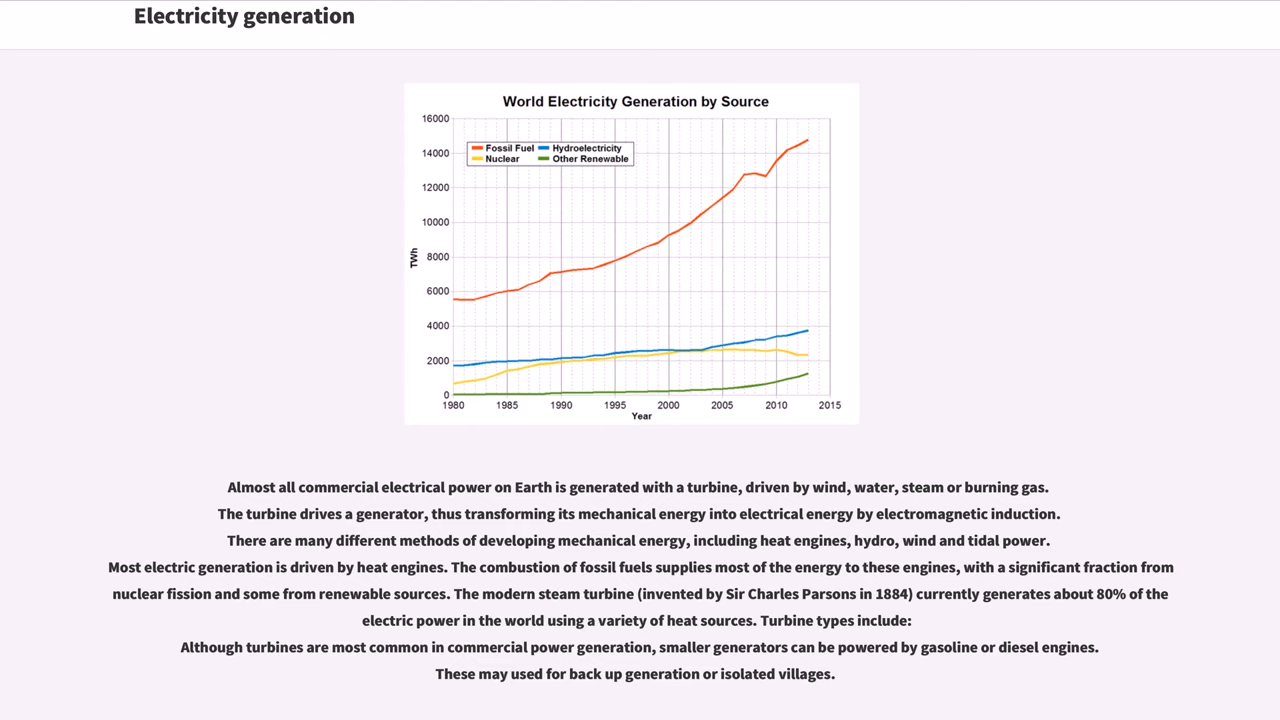 Electricity generation
World Electricity Generation by Source
16000
14000
12000
10000
8000
6000
4000
2000
0
TWh
Fossil Fuel Hydroelectricity
Nuclear Other Renewable
1980 1985 1990 1995 2000 2005 2010 2015
Year
Almost all commercial electrical power on Earth is generated with a turbine, driven by wind, water, steam or burning gas.
The turbine drives a generator, thus transforming its mechanical energy into electrical energy by electromagnetic induction.
There are many different methods of developing mechanical energy, including heat engines, hydro, wind and tidal power.
Most electric generation is driven by heat engines. The combustion of fossil fuels supplies most of the energy to these engines, with a significant fraction from
nuclear fission and some from renewable sources. The modern steam turbine (invented by Sir Charles Parsons in 1884) currently generates about 80% of the
electric power in the world using a variety of heat sources. Turbine types include:
Although turbines are most common in commercial power generation, smaller generators can be powered by gasoline or diesel engines.
These may used for back up generation or isolated villages.